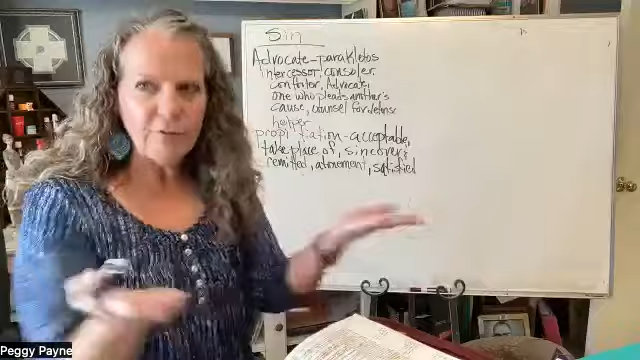 Sin
Advocate-parakletos
intercessor, consoler
comforter, Advocate,
one who pleads another's
cause, counsel for defense
helper
propitiation-acceptable,
take place of, sin cover,
remitted, atonement, satisfied
Peggy Payne